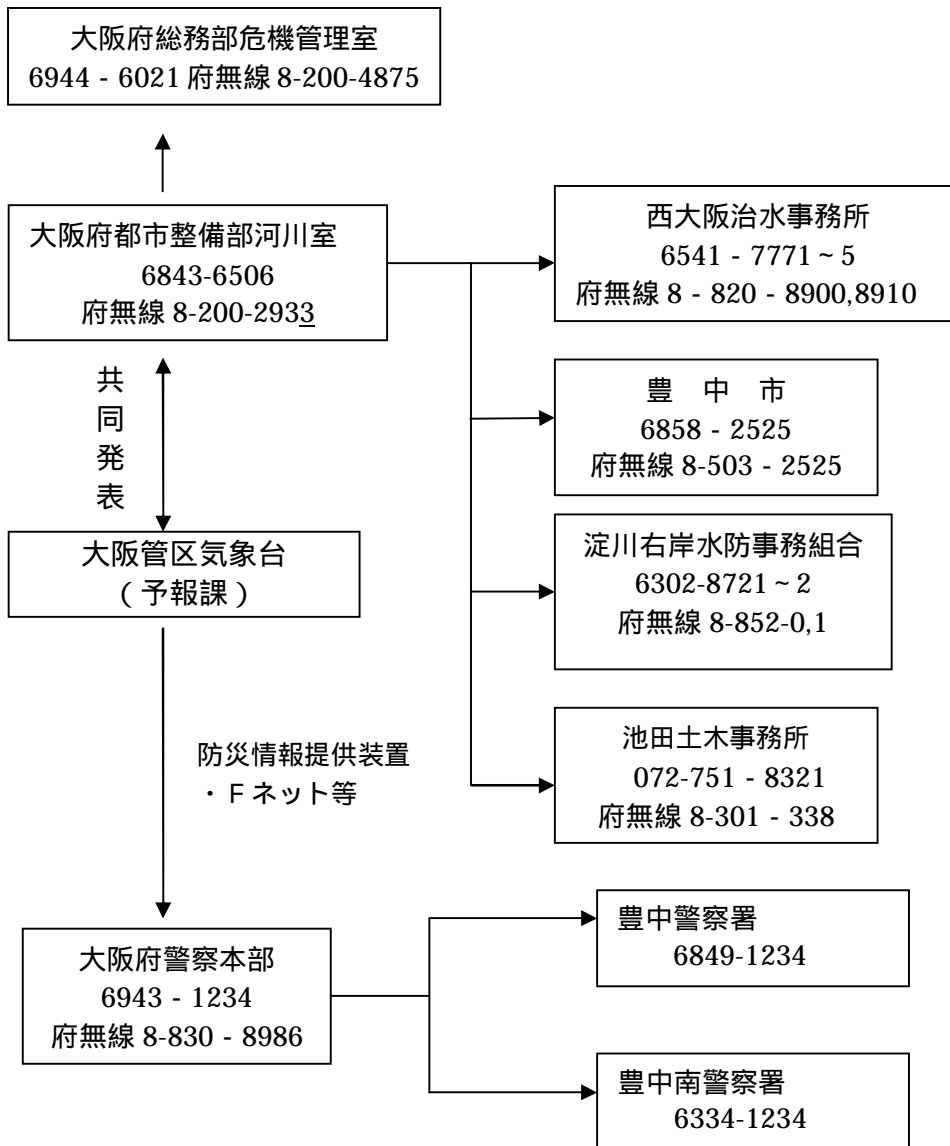 大阪府総務部危機管理室
6944 - 6021 府無線 8-200-4875
大阪府都市整備部河川室
6843-6506
府無線 8-200-2933
西大阪治水事務所
6541 - 7771 ~ 5
府無線 8 - 820 - 8900,8910
共同発表
豊 中 市
6858 - 2525
府無線 8-503 - 2525
大阪管区気象台
(予報課)
淀川右岸水防事務組合
6302-8721 ~ 2
府無線 8-852-0,1
防災情報提供装置
・Fネット等
池田土木事務所
072-751 - 8321
府無線 8-301 - 338
大阪府警察本部
6943 - 1234
府無線 8-830 - 8986
豊中警察署
6849-1234
豊中南警察署
6334-1234